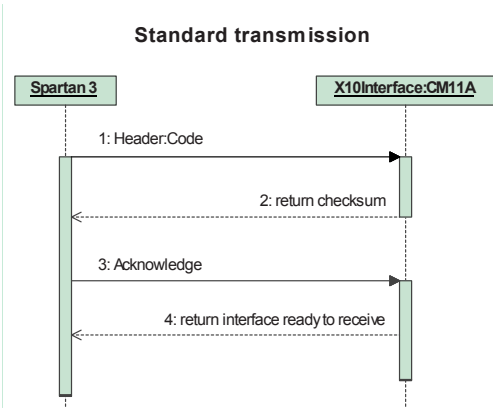 Standard transmission
Spartan 3
X10Interface:CM11A
1: Header:Code
2: return checksum
3: Acknowledge
4: return interface ready to receive